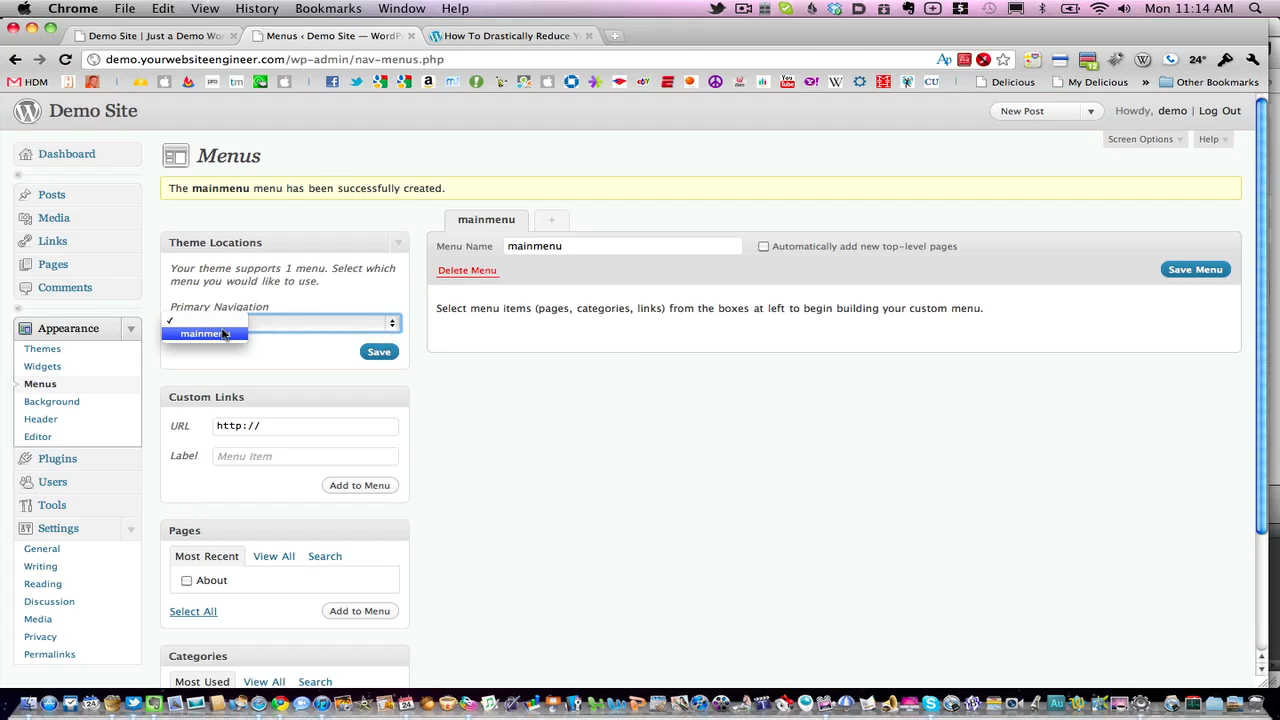 Chrome File Edit View History Bookmarks Window Help Mon 11:14 AM
Demo Site | Just a Demo Wo Menus ‹ Demo Site — WordP How To Drastically Reduce Y
demo.yourwebsiteengineer.com/wp-admin/nav-menus.php 24°
HDM Delicious My Delicious Other Bookmarks
Demo Site New Post Howdy, demo | Log Out
Screen Options Help
Dashboard
Posts
Media
Links
Pages
Comments
Appearance
Themes
Widgets
Menus
Background
Header
Editor
Plugins
Users
Tools
Settings
General
Writing
Reading
Discussion
Media
Privacy
Permalinks
Menus
The mainmenu menu has been successfully created.
Theme Locations
Your theme supports 1 menu. Select which
menu you would like to use.
Primary Navigation
✓
mainmenu
Save
Custom Links
URL http://
Label Menu Item
Add to Menu
Pages
Most Recent View All Search
About
Select All Add to Menu
Categories
Most Used View All Search
mainmenu +
Menu Name mainmenu Automatically add new top-level pages
Delete Menu Save Menu
Select menu items (pages, categories, links) from the boxes at left to begin building your custom menu.